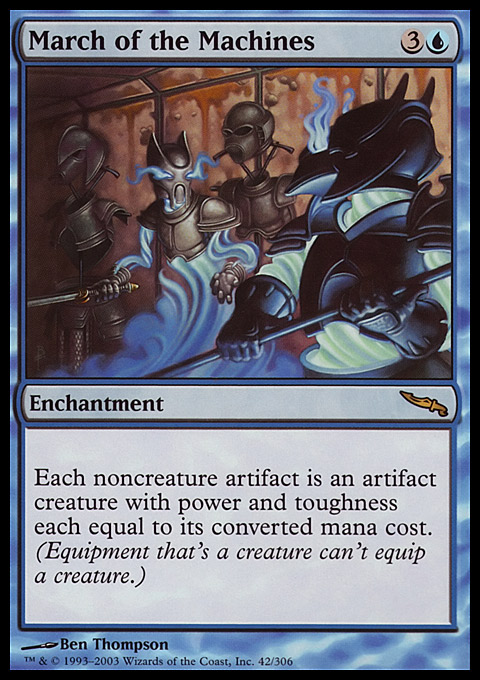 March of the Machines
3
Enchantment
Each noncreature artifact is an artifact
creature with power and toughness
each equal to its converted mana cost.
(Equipment that's a creature can't equip
a creature.)
Ben Thompson
™ & © 1993–2003 Wizards of the Coast, Inc. 42/306